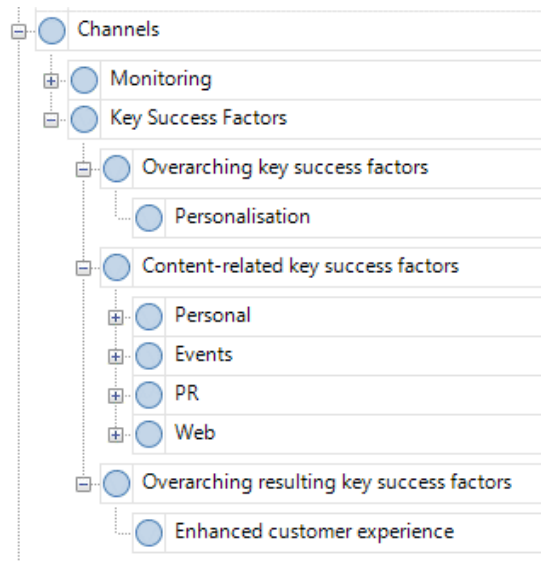 Channels
Monitoring
Key Success Factors
Overarching key success factors
Personalisation
Content-related key success factors
Personal
Events
PR
Web
Overarching resulting key success factors
Enhanced customer experience